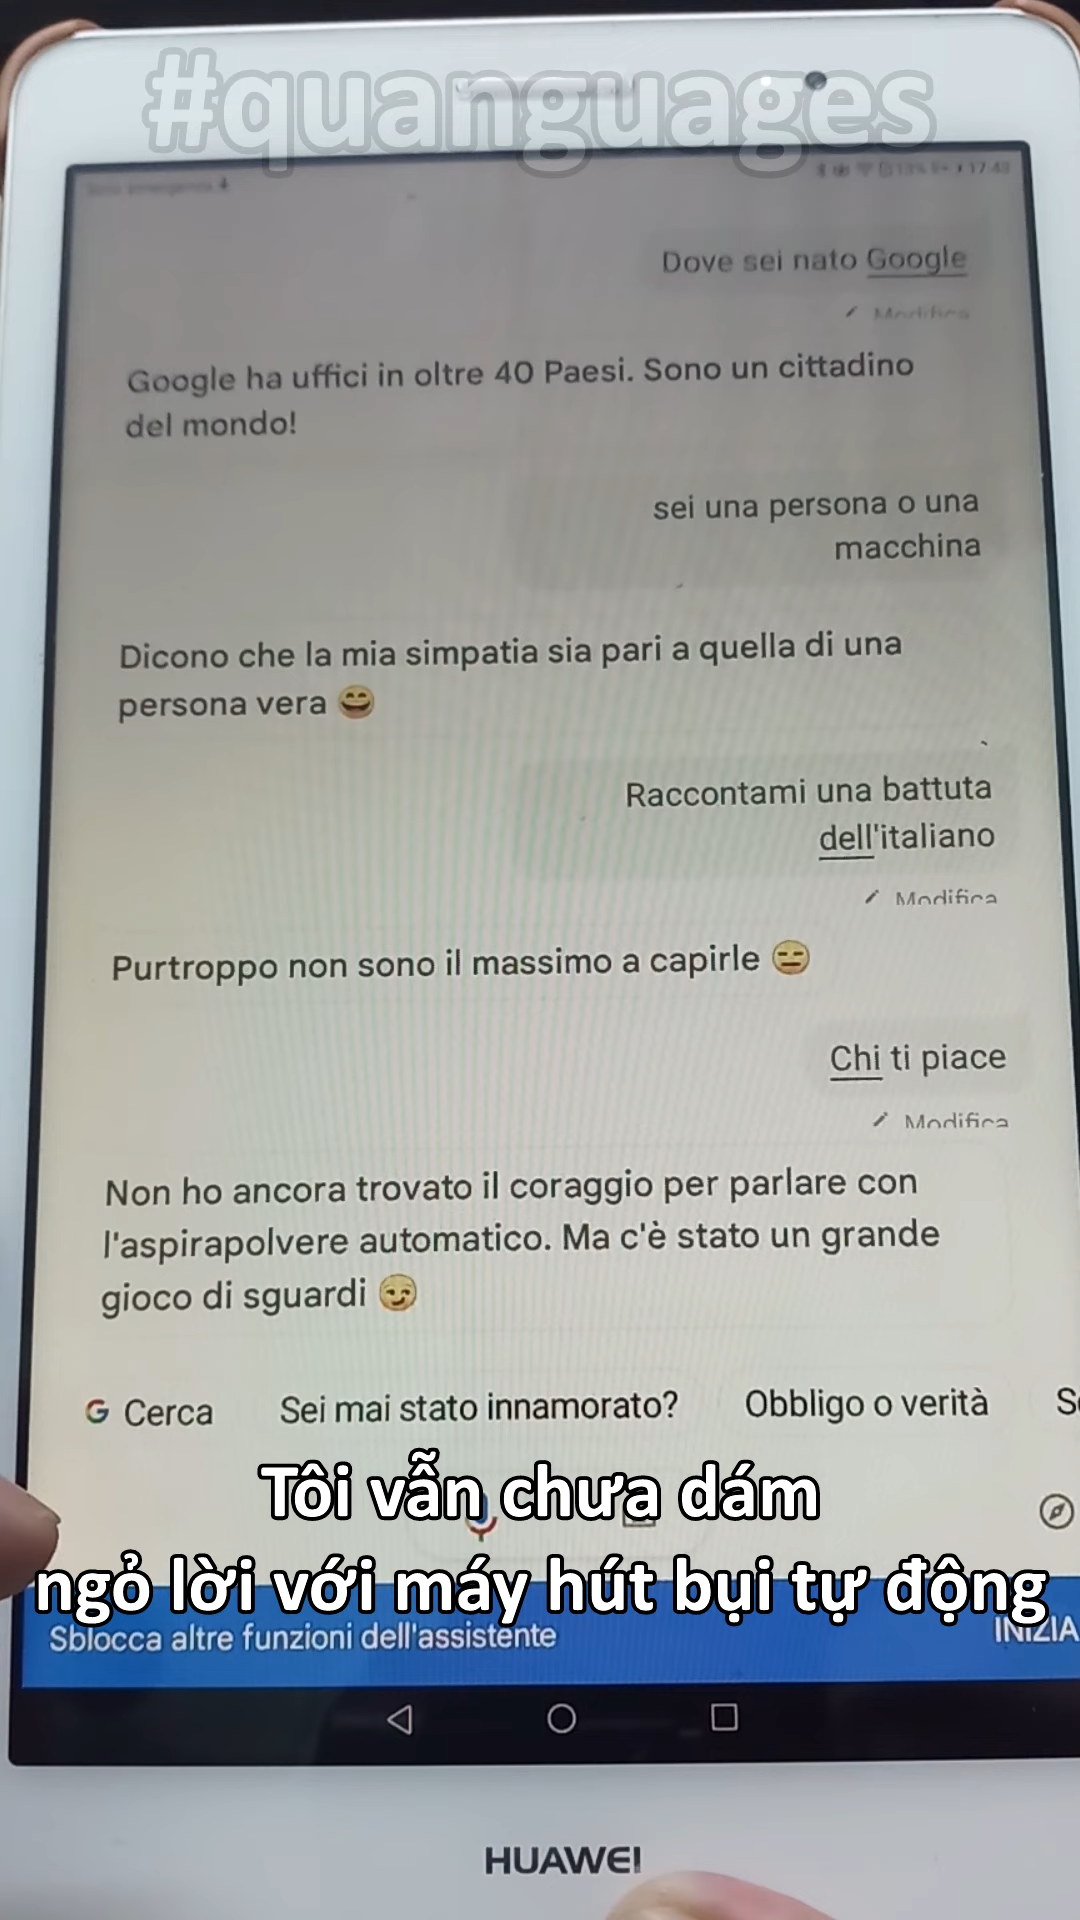 #quanguages
17:43
Dove sei nato Google
Modifica
Google ha uffici in oltre 40 Paesi. Sono un cittadino
del mondo!
sei una persona o una
macchina
Dicono che la mia simpatia sia pari a quella di una
persona vera 😄
Raccontami una battuta
dell'italiano
Modifica
Purtroppo non sono il massimo a capirle 😑
Chi ti piace
Modifica
Non ho ancora trovato il coraggio per parlare con
l'aspirapolvere automatico. Ma c'è stato un grande
gioco di sguardi 😏
G Cerca Sei mai stato innamorato? Obbligo o verità
Tôi vẫn chưa dám
ngỏ lời với máy hút bụi tự động
Sblocca altre funzioni dell'assistente INIZIA
HUAWEI